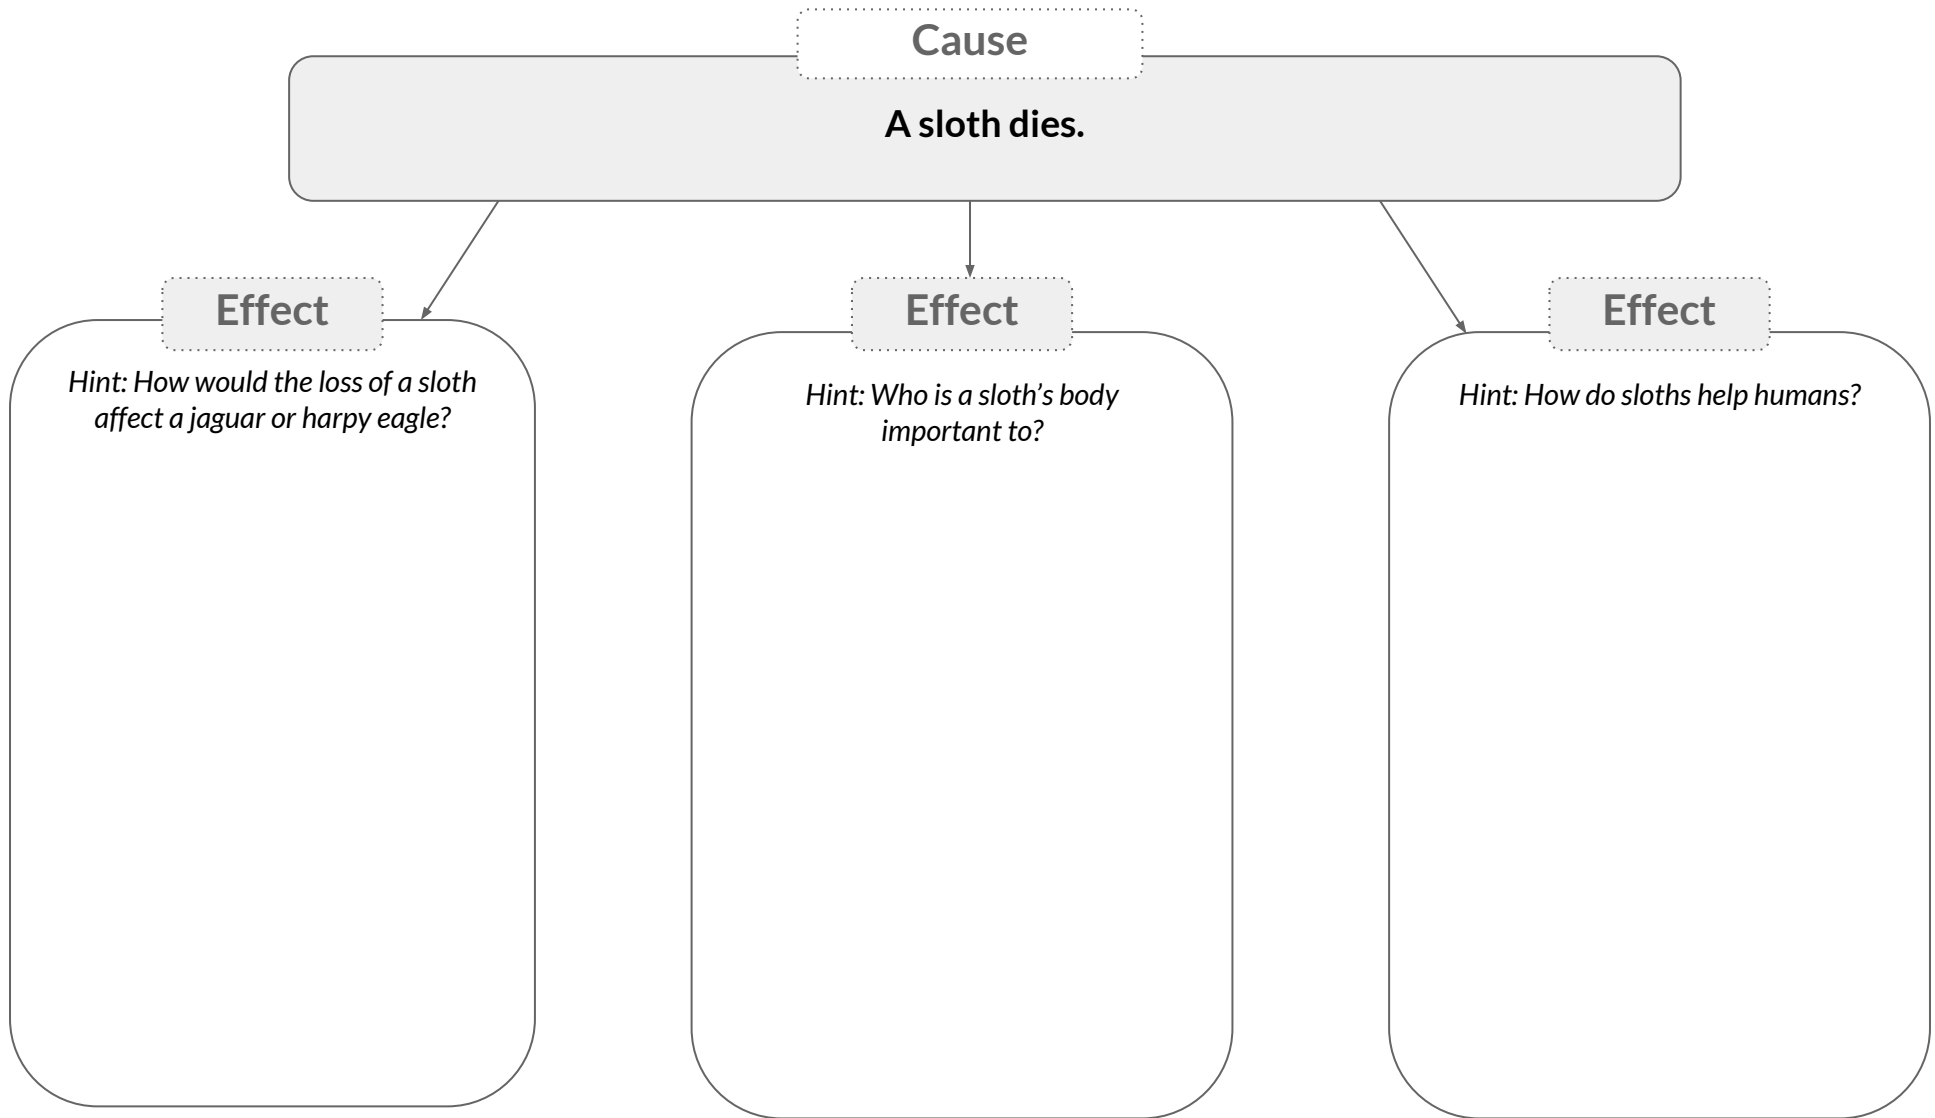 Cause
A sloth dies.
Effect
Hint: How would the loss of a sloth
affect a jaguar or harpy eagle?
Effect
Hint: Who is a sloth’s body
important to?
Effect
Hint: How do sloths help humans?